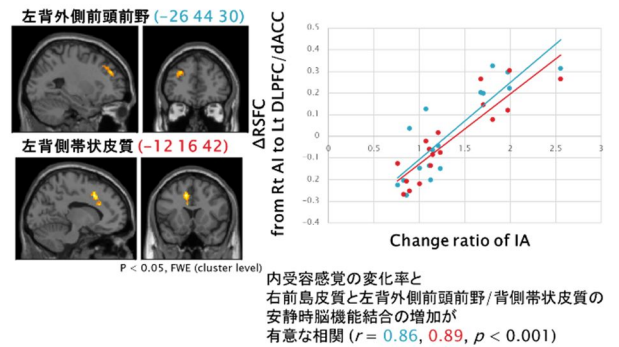 左背外側前頭前野 (-26 44 30)
左背側帯状皮質 (-12 16 42)
P < 0.05, FWE (cluster level)
ΔRSFC
from Rt AI to Lt DLPFC/dACC
0.5
0.4
0.3
0.2
0.1
0
-0.1
-0.2
-0.3
-0.4
0 0.5 1 1.5 2 2.5 3
Change ratio of IA
内受容感覚の変化率と
右前島皮質と左背外側前頭前野/背側帯状皮質の
安静時脳機能結合の増加が
有意な相関 (r = 0.86, 0.89, p < 0.001)